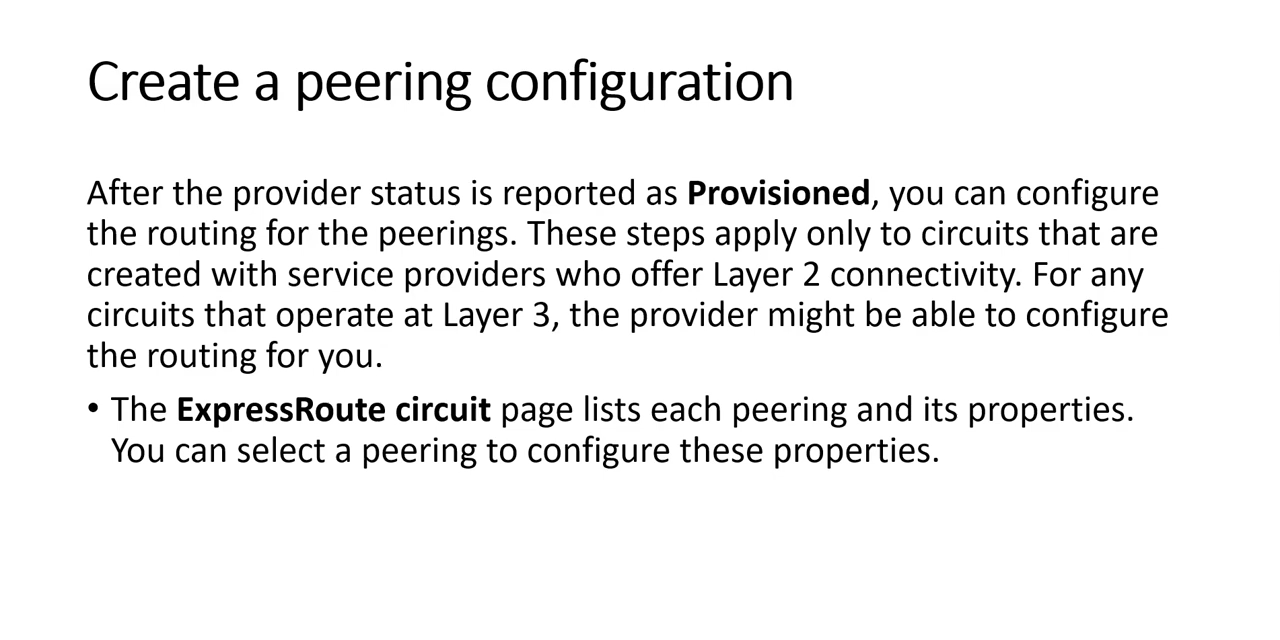 Create a peering configuration
After the provider status is reported as Provisioned, you can configure
the routing for the peerings. These steps apply only to circuits that are
created with service providers who offer Layer 2 connectivity. For any
circuits that operate at Layer 3, the provider might be able to configure
the routing for you.
• The ExpressRoute circuit page lists each peering and its properties.
You can select a peering to configure these properties.